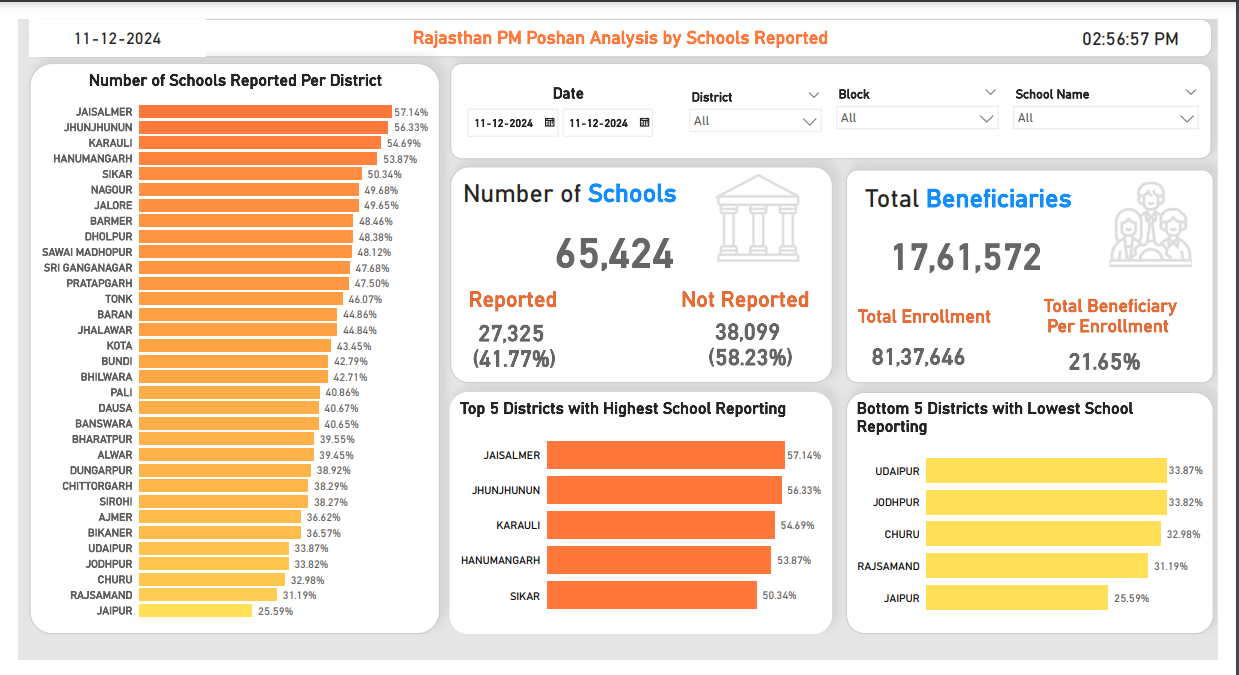 11-12-2024
Rajasthan PM Poshan Analysis by Schools Reported
02:56:57 PM
Number of Schools Reported Per District
JAISALMER 57.14%
JHUNJHUNUN 56.33%
KARAULI 54.69%
HANUMANGARH 53.87%
SIKAR 50.34%
NAGOUR 49.68%
JALORE 49.65%
BARMER 48.46%
DHOLPUR 48.38%
SAWAI MADHOPUR 48.12%
SRI GANGANAGAR 47.68%
PRATAPGARH 47.50%
TONK 46.07%
BARAN 44.86%
JHALAWAR 44.84%
KOTA 43.45%
BUNDI 42.79%
BHILWARA 42.71%
PALI 40.86%
DAUSA 40.67%
BANSWARA 40.65%
BHARATPUR 39.55%
ALWAR 39.45%
DUNGARPUR 38.92%
CHITTORGARH 38.29%
SIROHI 38.27%
AJMER 36.62%
BIKANER 36.57%
UDAIPUR 33.87%
JODHPUR 33.82%
CHURU 32.98%
RAJSAMAND 31.19%
JAIPUR 25.59%
Date
11-12-2024 11-12-2024
District
All
Block
All
School Name
All
Number of Schools
65,424
Reported
27,325
(41.77%)
Not Reported
38,099
(58.23%)
Total Beneficiaries
17,61,572
Total Enrollment
81,37,646
Total Beneficiary
Per Enrollment
21.65%
Top 5 Districts with Highest School Reporting
JAISALMER 57.14%
JHUNJHUNUN 56.33%
KARAULI 54.69%
HANUMANGARH 53.87%
SIKAR 50.34%
Bottom 5 Districts with Lowest School
Reporting
UDAIPUR 33.87%
JODHPUR 33.82%
CHURU 32.98%
RAJSAMAND 31.19%
JAIPUR 25.59%